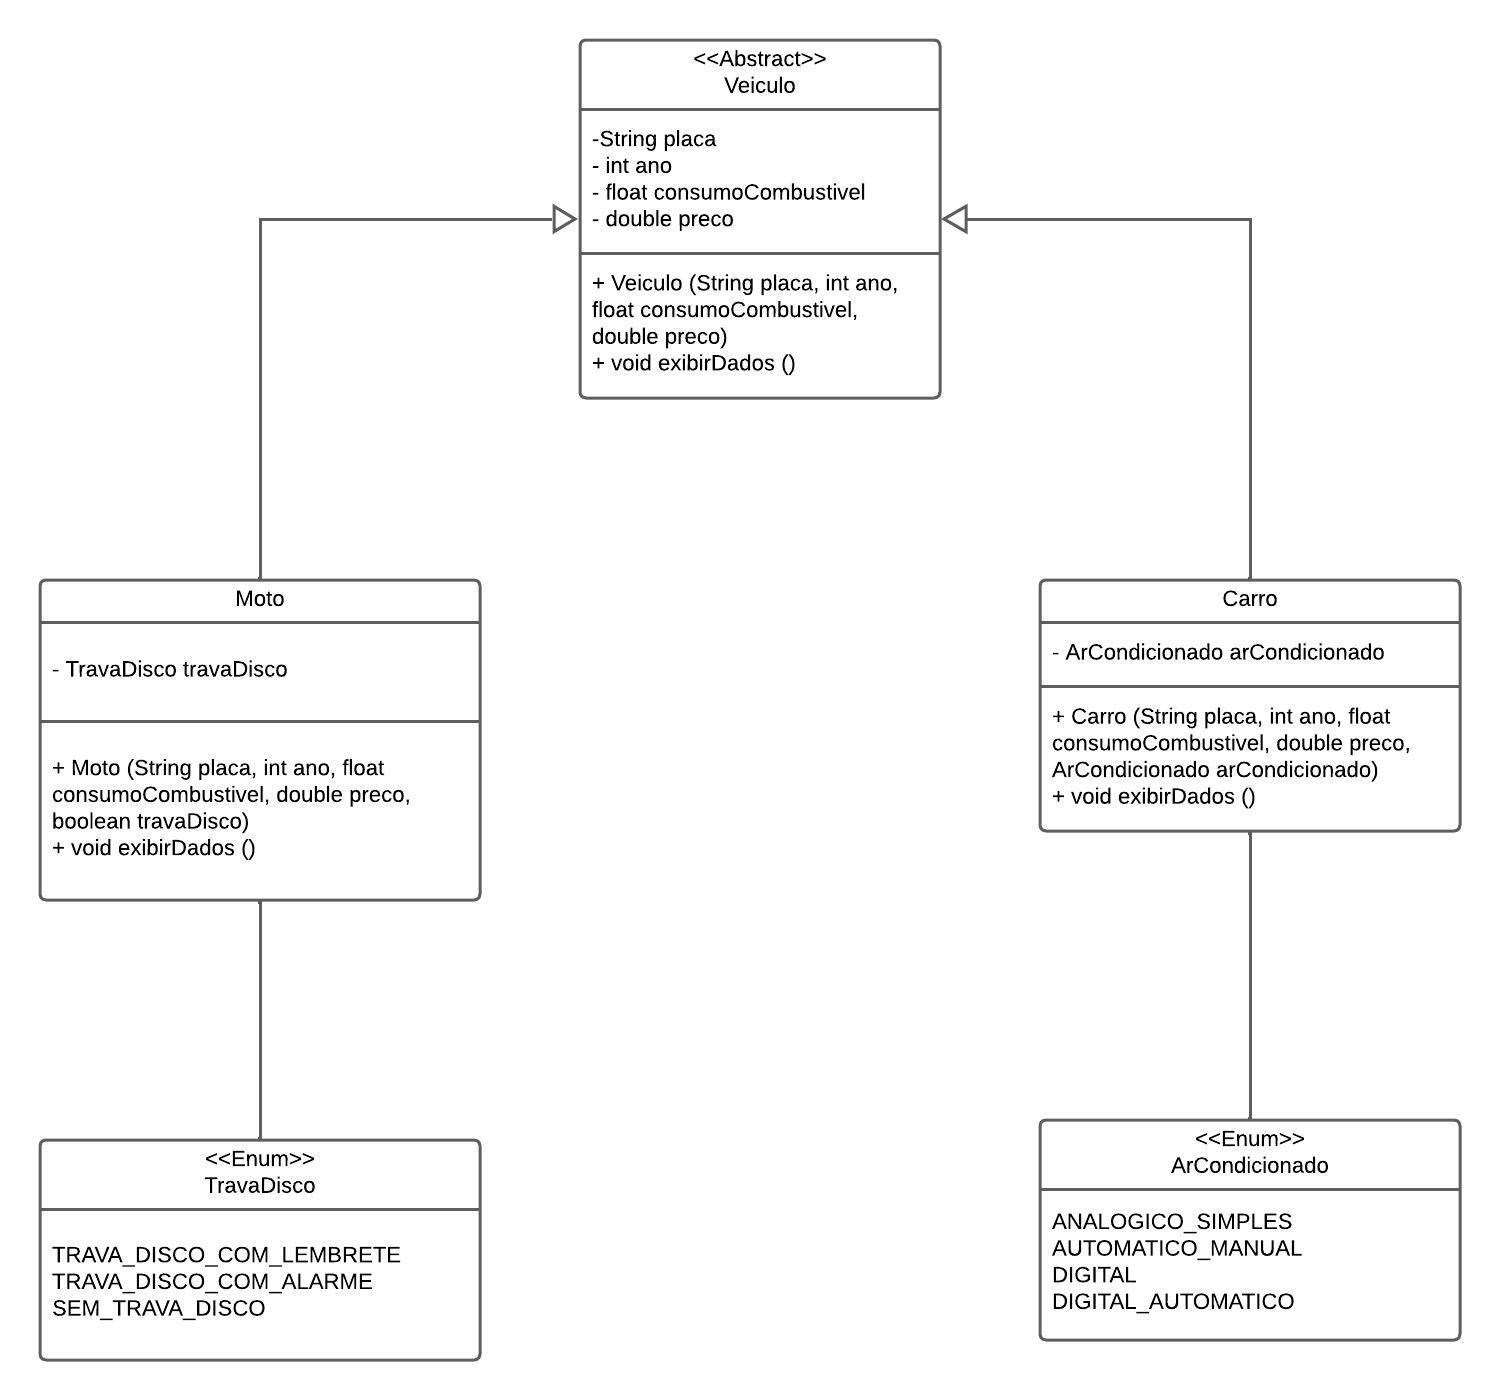 <<Abstract>>
Veiculo
-String placa
- int ano
- float consumoCombustivel
- double preco
+ Veiculo (String placa, int ano,
float consumoCombustivel,
double preco)
+ void exibirDados ()
Moto
- TravaDisco travaDisco
+ Moto (String placa, int ano, float
consumoCombustivel, double preco,
boolean travaDisco)
+ void exibirDados ()
Carro
- ArCondicionado arCondicionado
+ Carro (String placa, int ano, float
consumoCombustivel, double preco,
ArCondicionado arCondicionado)
+ void exibirDados ()
<<Enum>>
TravaDisco
TRAVA_DISCO_COM_LEMBRETE
TRAVA_DISCO_COM_ALARME
SEM_TRAVA_DISCO
<<Enum>>
ArCondicionado
ANALOGICO_SIMPLES
AUTOMATICO_MANUAL
DIGITAL
DIGITAL_AUTOMATICO